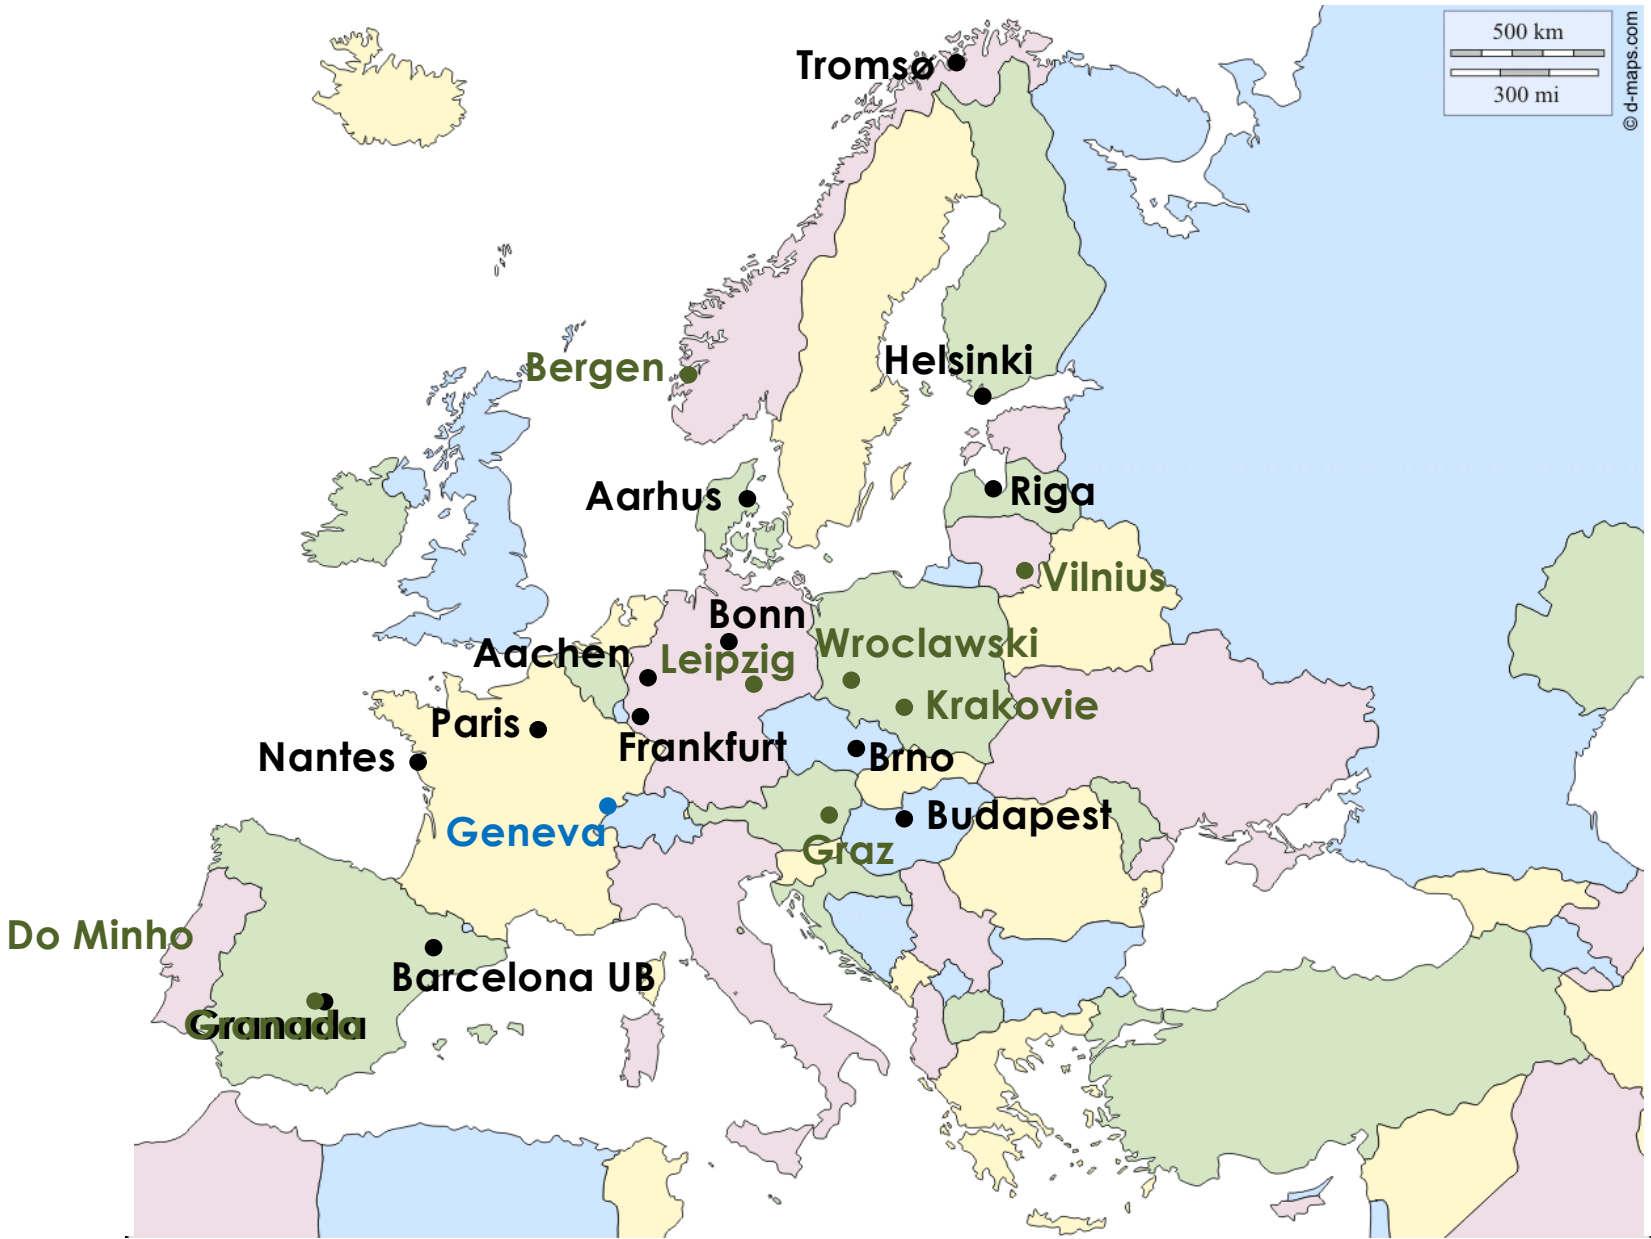 500 km
300 mi
© d-maps.com
Tromsø
Helsinki
Bergen
Riga
Aarhus
Vilnius
Bonn
Wroclawski
Aachen
Leipzig
Krakovie
Paris
Frankfurt
Brno
Nantes
Budapest
Geneva
Graz
Do Minho
Barcelona UB
Granada
Granada